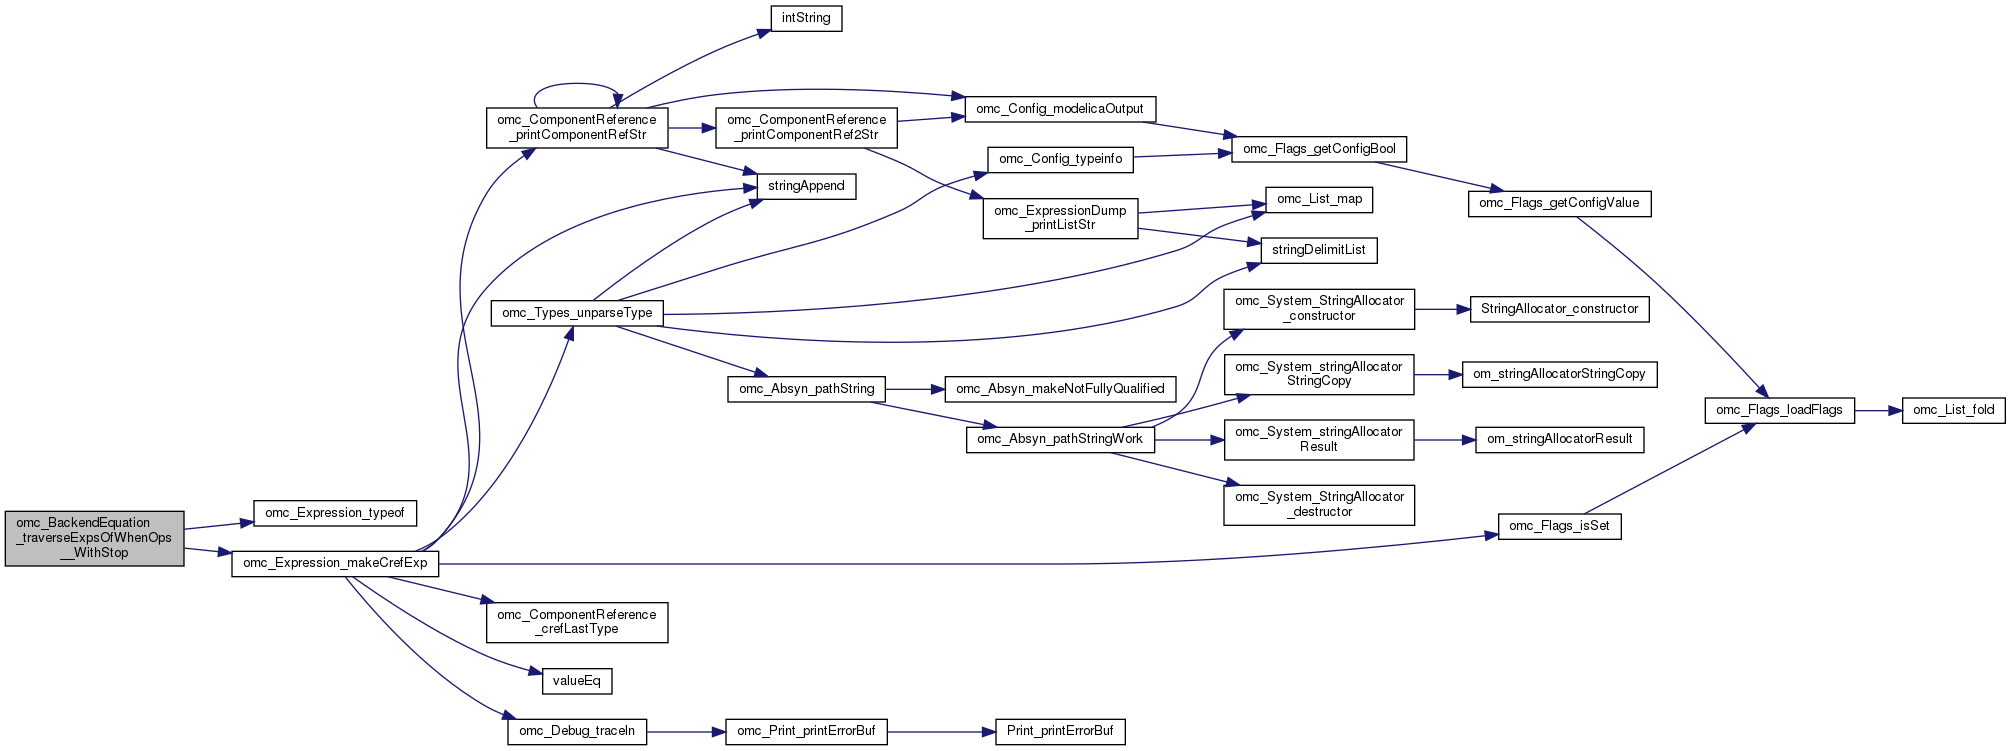 intString
omc_ComponentReference
_printComponentRefStr
omc_ComponentReference
_printComponentRef2Str
omc_Config_modelicaOutput
omc_Flags_getConfigBool
omc_Config_typeinfo
stringAppend
omc_Flags_getConfigValue
omc_List_map
omc_ExpressionDump
_printListStr
stringDelimitList
omc_Types_unparseType
omc_System_StringAllocator
_constructor
StringAllocator_constructor
omc_System_stringAllocator
StringCopy
om_stringAllocatorStringCopy
omc_Absyn_pathString
omc_Absyn_makeNotFullyQualified
omc_Flags_loadFlags
omc_List_fold
omc_Absyn_pathStringWork
omc_System_stringAllocator
Result
om_stringAllocatorResult
omc_System_StringAllocator
_destructor
omc_Expression_typeof
omc_BackendEquation
_traverseExpsOfWhenOps
__WithStop
omc_Flags_isSet
omc_Expression_makeCrefExp
omc_ComponentReference
_crefLastType
valueEq
omc_Debug_traceln
omc_Print_printErrorBuf
Print_printErrorBuf